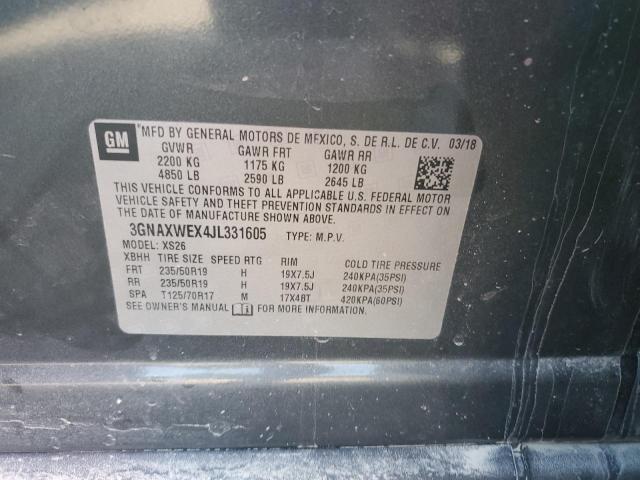 GM
*MFD BY GENERAL MOTORS DE MEXICO, S. DE R.L. DE C.V. 03/18
GVWR GAWR FRT GAWR RR
2200 KG 1175 KG 1200 KG
4850 LB 2590 LB 2645 LB
THIS VEHICLE CONFORMS TO ALL APPLICABLE U.S. FEDERAL MOTOR
VEHICLE SAFETY AND THEFT PREVENTION STANDARDS IN EFFECT ON
THE DATE OF MANUFACTURE SHOWN ABOVE.
3GNAXWEX4JL331605 TYPE: M.P.V.
MODEL: XS26
XBHH TIRE SIZE SPEED RTG RIM COLD TIRE PRESSURE
FRT 235/50R19 H 19X7.5J 240KPA(35PSI)
RR 235/50R19 H 19X7.5J 240KPA(35PSI)
SPA T125/70R17 M 17X4BT 420KPA(60PSI)
SEE OWNER'S MANUAL FOR MORE INFORMATION.